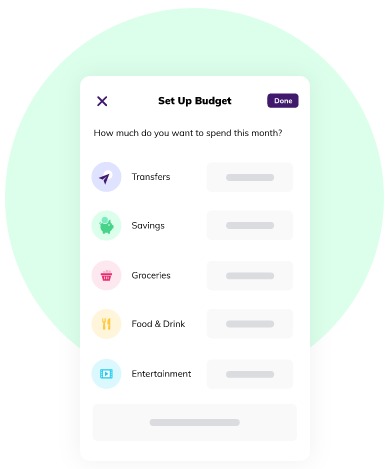 Set Up Budget
Done
How much do you want to spend this month?
Transfers
Savings
Groceries
Food & Drink
Entertainment